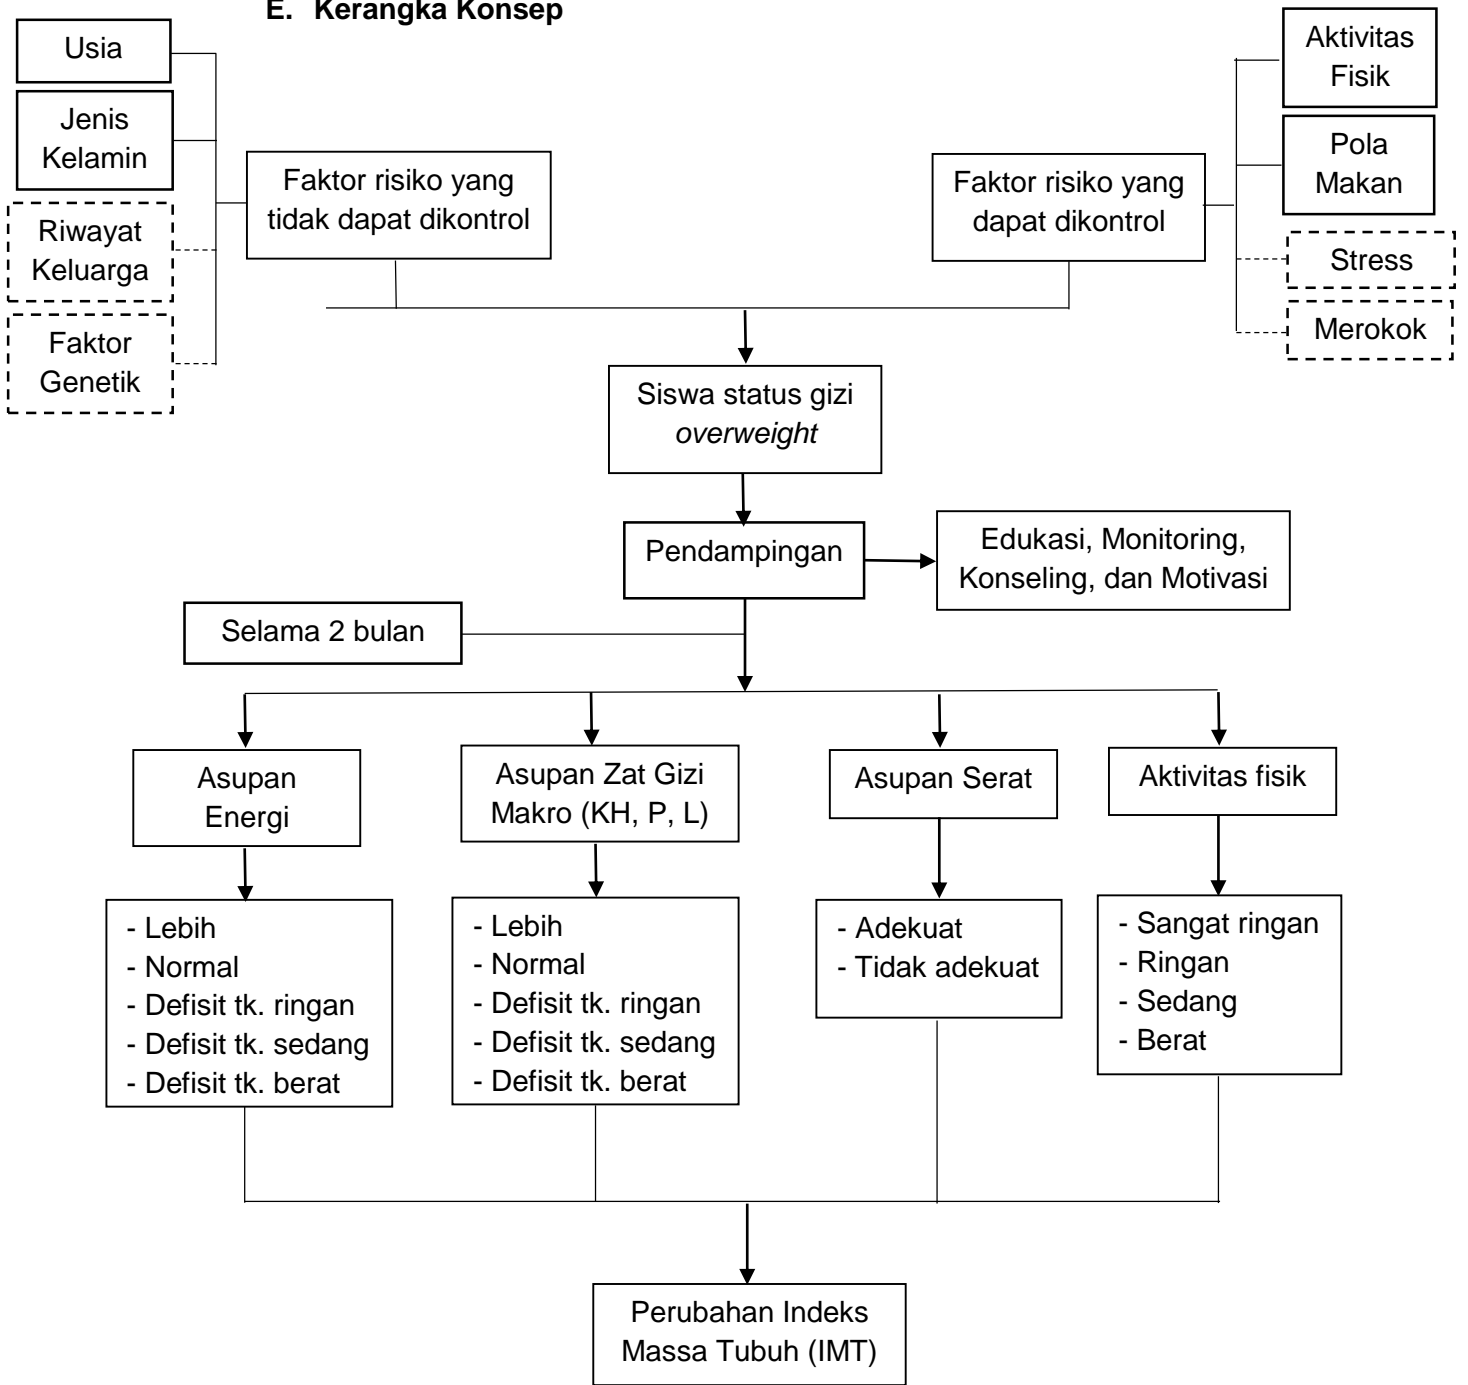 E. Kerangka Konsep
Usia
Jenis
Kelamin
Riwayat
Keluarga
Faktor
Genetik
Faktor risiko yang
tidak dapat dikontrol
Faktor risiko yang
dapat dikontrol
Aktivitas
Fisik
Pola
Makan
Stress
Merokok
Siswa status gizi
overweight
Pendampingan
Edukasi, Monitoring,
Konseling, dan Motivasi
Selama 2 bulan
Asupan
Energi
Asupan Zat Gizi
Makro (KH, P, L)
Asupan Serat
Aktivitas fisik
- Lebih
- Normal
- Defisit tk. ringan
- Defisit tk. sedang
- Defisit tk. berat
- Lebih
- Normal
- Defisit tk. ringan
- Defisit tk. sedang
- Defisit tk. berat
- Adekuat
- Tidak adekuat
- Sangat ringan
- Ringan
- Sedang
- Berat
Perubahan Indeks
Massa Tubuh (IMT)